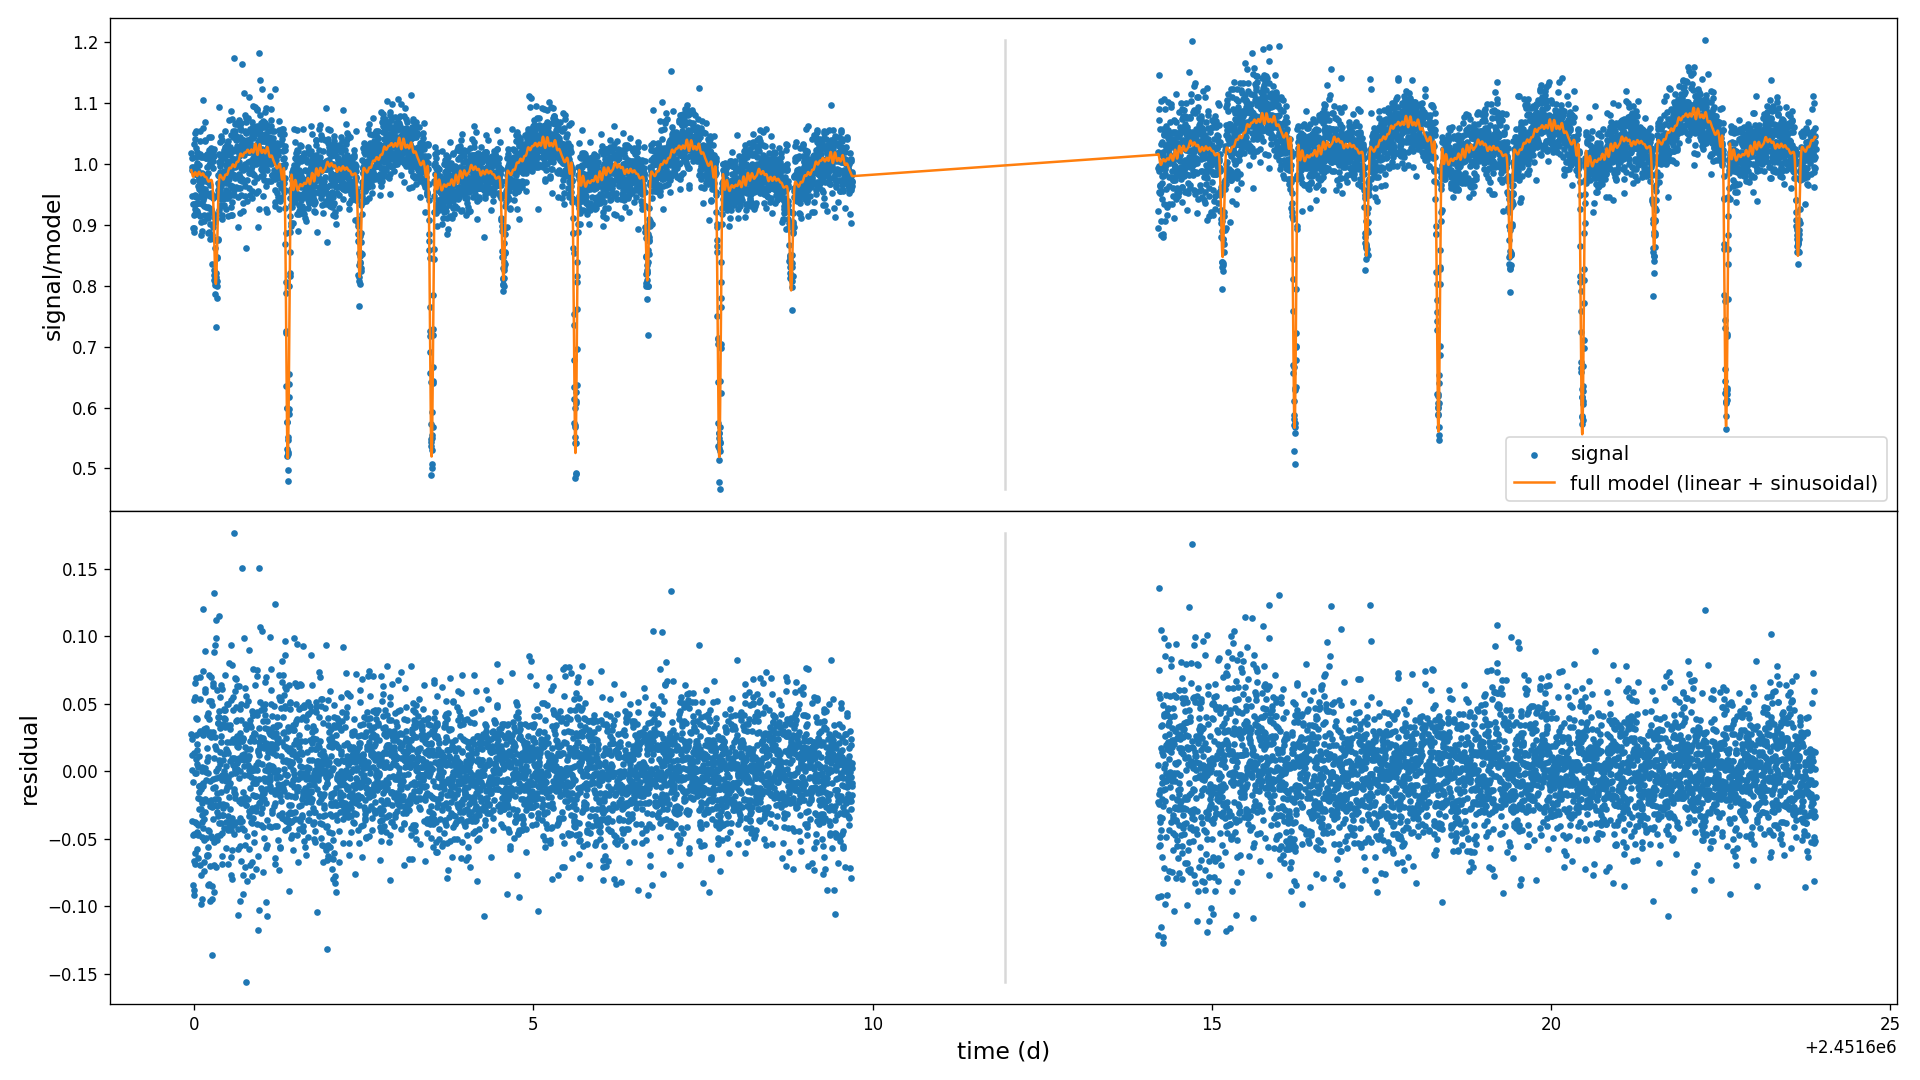 1.2
1.1
1.0
0.9
0.8
0.7
0.6
0.5
signal/model
signal
full model (linear + sinusoidal)
0.15
0.10
0.05
0.00
−0.05
−0.10
−0.15
residual
0 5 10 15 20 25
time (d)
+2.4516e6